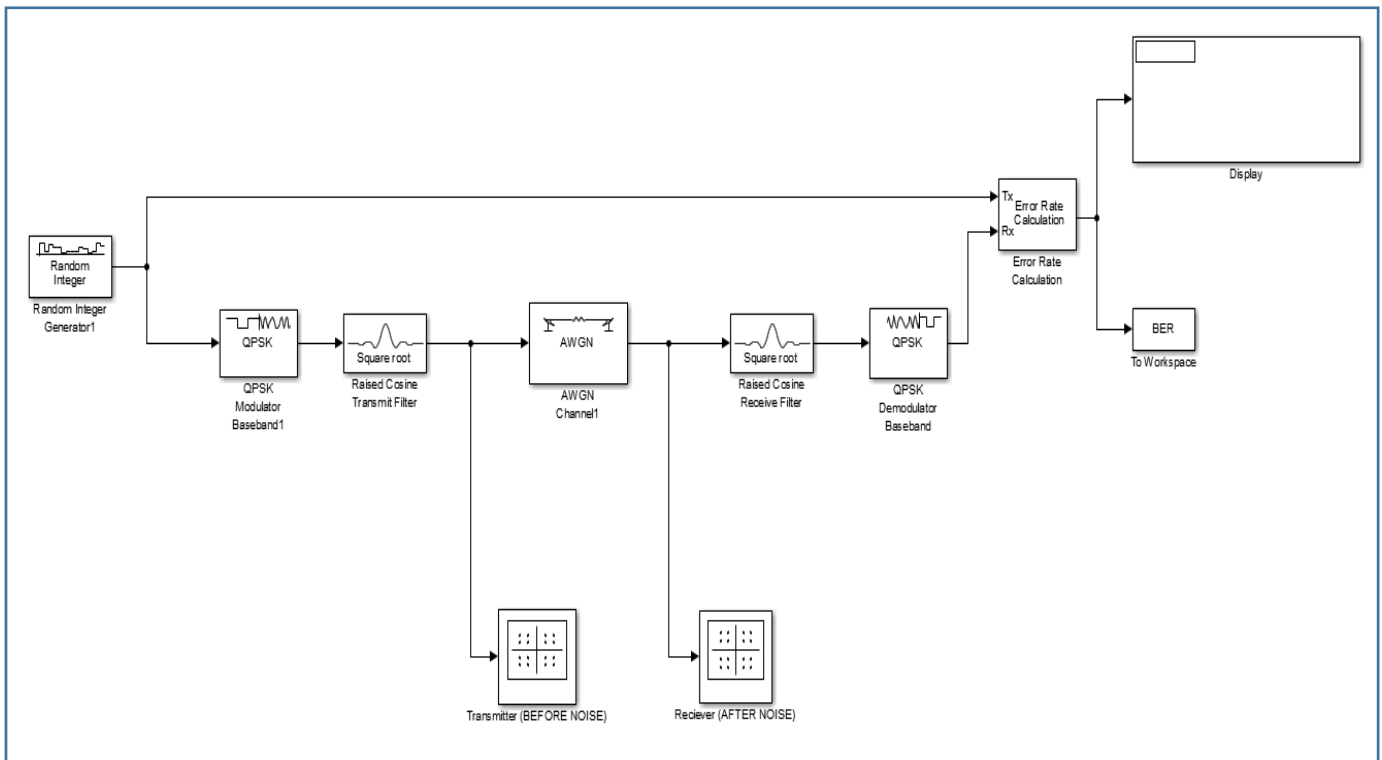 Display
Tx
Error Rate
Calculation
Rx
Error Rate
Calculation
Random
Integer
Random Integer
Generator1
QPSK
QPSK
Modulator
Baseband1
Square root
Raised Cosine
Transmit Filter
AWGN
AWGN
Channel1
Square root
Raised Cosine
Receive Filter
QPSK
QPSK
Demodulator
Baseband
BER
To Workspace
Transmitter (BEFORE NOISE)
Reciever (AFTER NOISE)